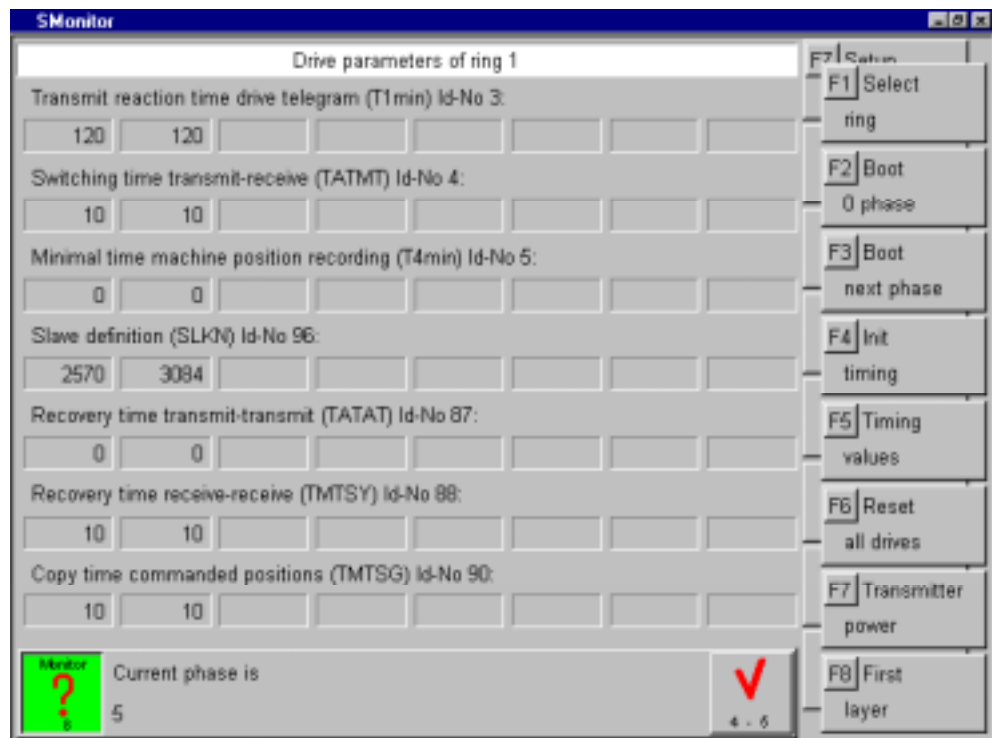 SMonitor
Drive parameters of ring 1
Transmit reaction time drive telegram (T1min) Id-No 3:
120 120
Switching time transmit-receive (TATMT) Id-No 4:
10 10
Minimal time machine position recording (T4min) Id-No 5:
0 0
Slave definition (SLKN) Id-No 96:
2570 3084
Recovery time transmit-transmit (TATAT) Id-No 87:
0 0
Recovery time receive-receive (TMTSY) Id-No 88:
10 10
Copy time commanded positions (TMTSG) Id-No 90:
10 10
Monitor
?
8
Current phase is
5
4 - 6
F7 Setup
F1 Select
ring
F2 Boot
0 phase
F3 Boot
next phase
F4 Init
timing
F5 Timing
values
F6 Reset
all drives
F7 Transmitter
power
F8 First
layer